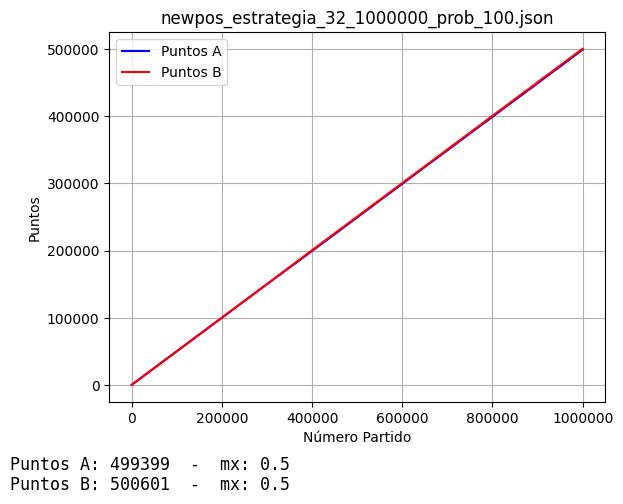 newpos_estrategia_32_1000000_prob_100.json
Puntos A
Puntos B
500000
400000
300000
200000
100000
0
Puntos
0 200000 400000 600000 800000 1000000
Número Partido
Puntos A: 499399 - mx: 0.5
Puntos B: 500601 - mx: 0.5